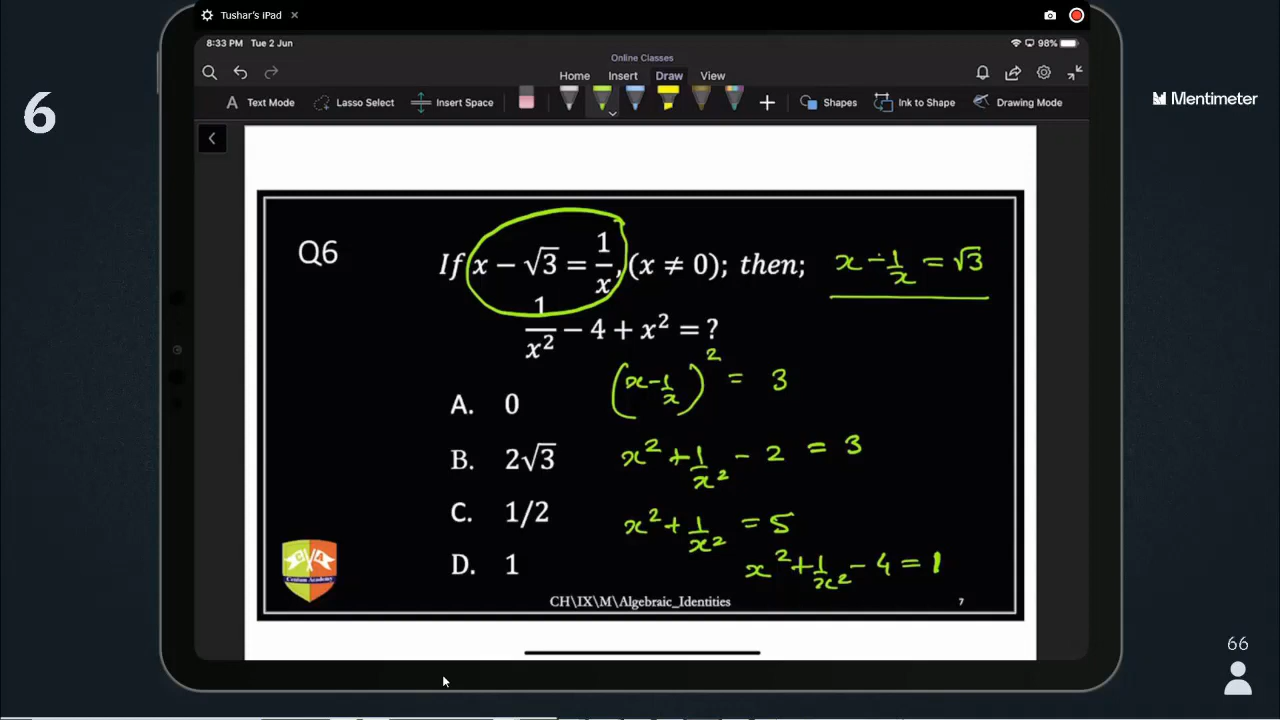 Tushar's iPad ×
8:33 PM Tue 2 Jun
98%
Online Classes
Home Insert Draw View
Text Mode Lasso Select Insert Space Shapes Ink to Shape Drawing Mode
6
Mentimeter
Q6
If x − √3 = 1/x, (x ≠ 0); then;
x − 1/x = √3
1/x² − 4 + x² = ?
(x − 1/x)² = 3
A. 0
x² + 1/x² − 2 = 3
B. 2√3
C. 1/2
x² + 1/x² = 5
D. 1
x² + 1/x² − 4 = 1
Centum Academy
CH\IX\M\Algebraic_Identities
7
66